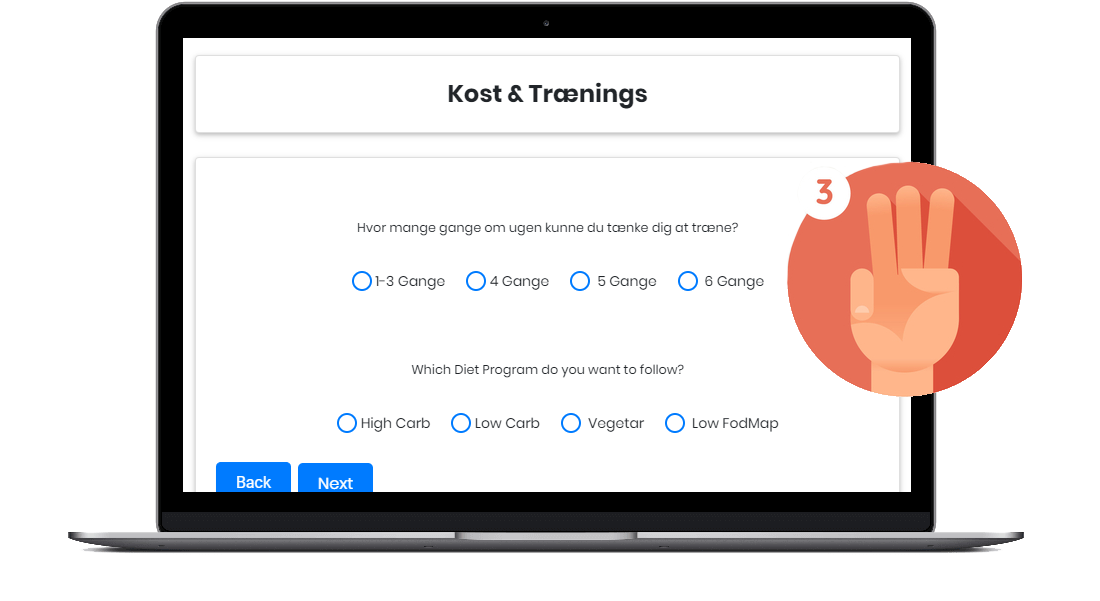 Kost & Trænings
3
Hvor mange gange om ugen kunne du tænke dig at træne?
1-3 Gange 4 Gange 5 Gange 6 Gange
Which Diet Program do you want to follow?
High Carb Low Carb Vegetar Low FodMap
Back Next